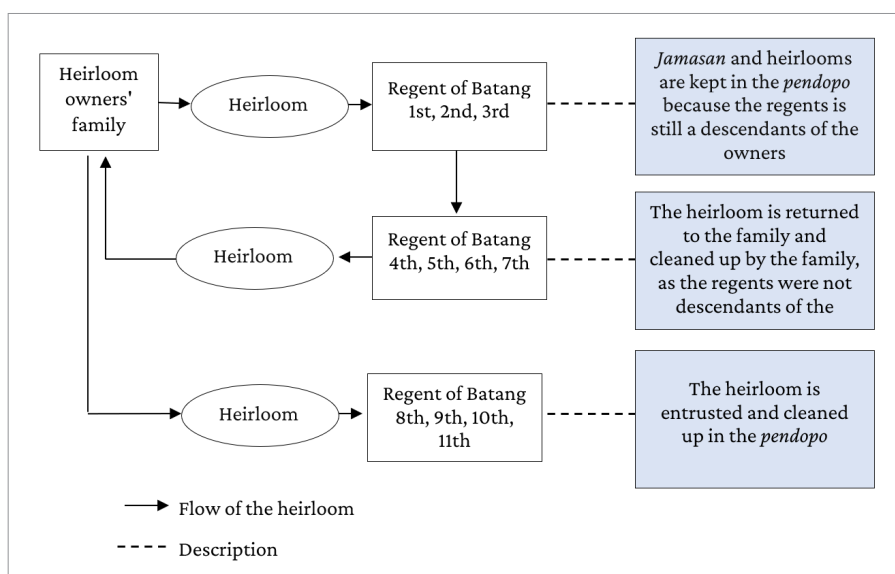 Heirloom
owners'
family
Heirloom
Regent of Batang
1st, 2nd, 3rd
Jamasan and heirlooms
are kept in the pendopo
because the regents is
still a descendants of the
owners
Heirloom
Regent of Batang
4th, 5th, 6th, 7th
The heirloom is returned
to the family and
cleaned up by the family,
as the regents were not
descendants of the
Heirloom
Regent of Batang
8th, 9th, 10th,
11th
The heirloom is
entrusted and cleaned
up in the pendopo
Flow of the heirloom
Description